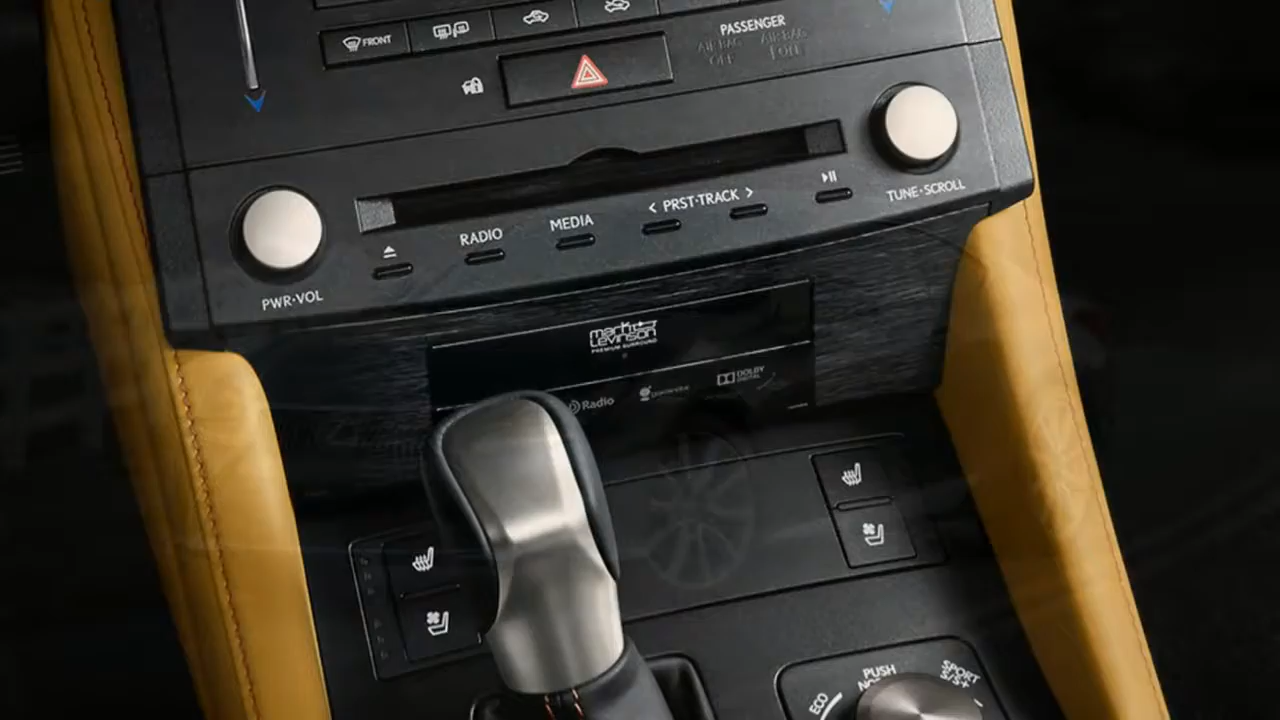 FRONT
PASSENGER
AIR BAG OFF
AIR BAG ON
< PRST·TRACK >
TUNE·SCROLL
MEDIA
RADIO
PWR·VOL
mark
LEVINSON
PREMIUM SURROUND
DOLBY
DIGITAL
Radio
PUSH
SPORT
ECO